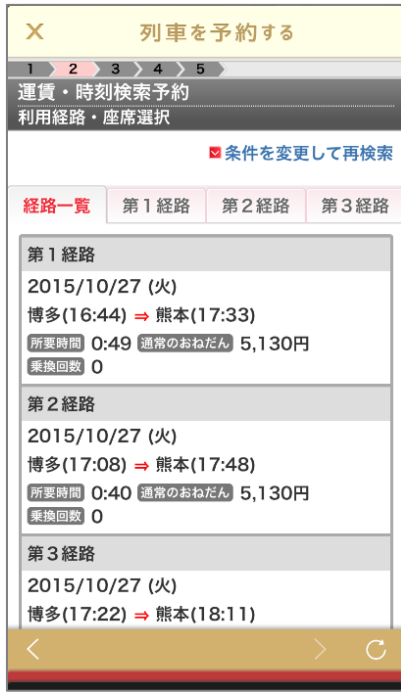 列車を予約する
1 2 3 4 5
運賃・時刻検索予約
利用経路・座席選択
条件を変更して再検索
経路一覧 第1経路 第2経路 第3経路
第1経路
2015/10/27 (火)
博多(16:44) ⇒ 熊本(17:33)
所要時間 0:49 通常のおねだん 5,130円
乗換回数 0
第2経路
2015/10/27 (火)
博多(17:08) ⇒ 熊本(17:48)
所要時間 0:40 通常のおねだん 5,130円
乗換回数 0
第3経路
2015/10/27 (火)
博多(17:22) ⇒ 熊本(18:11)